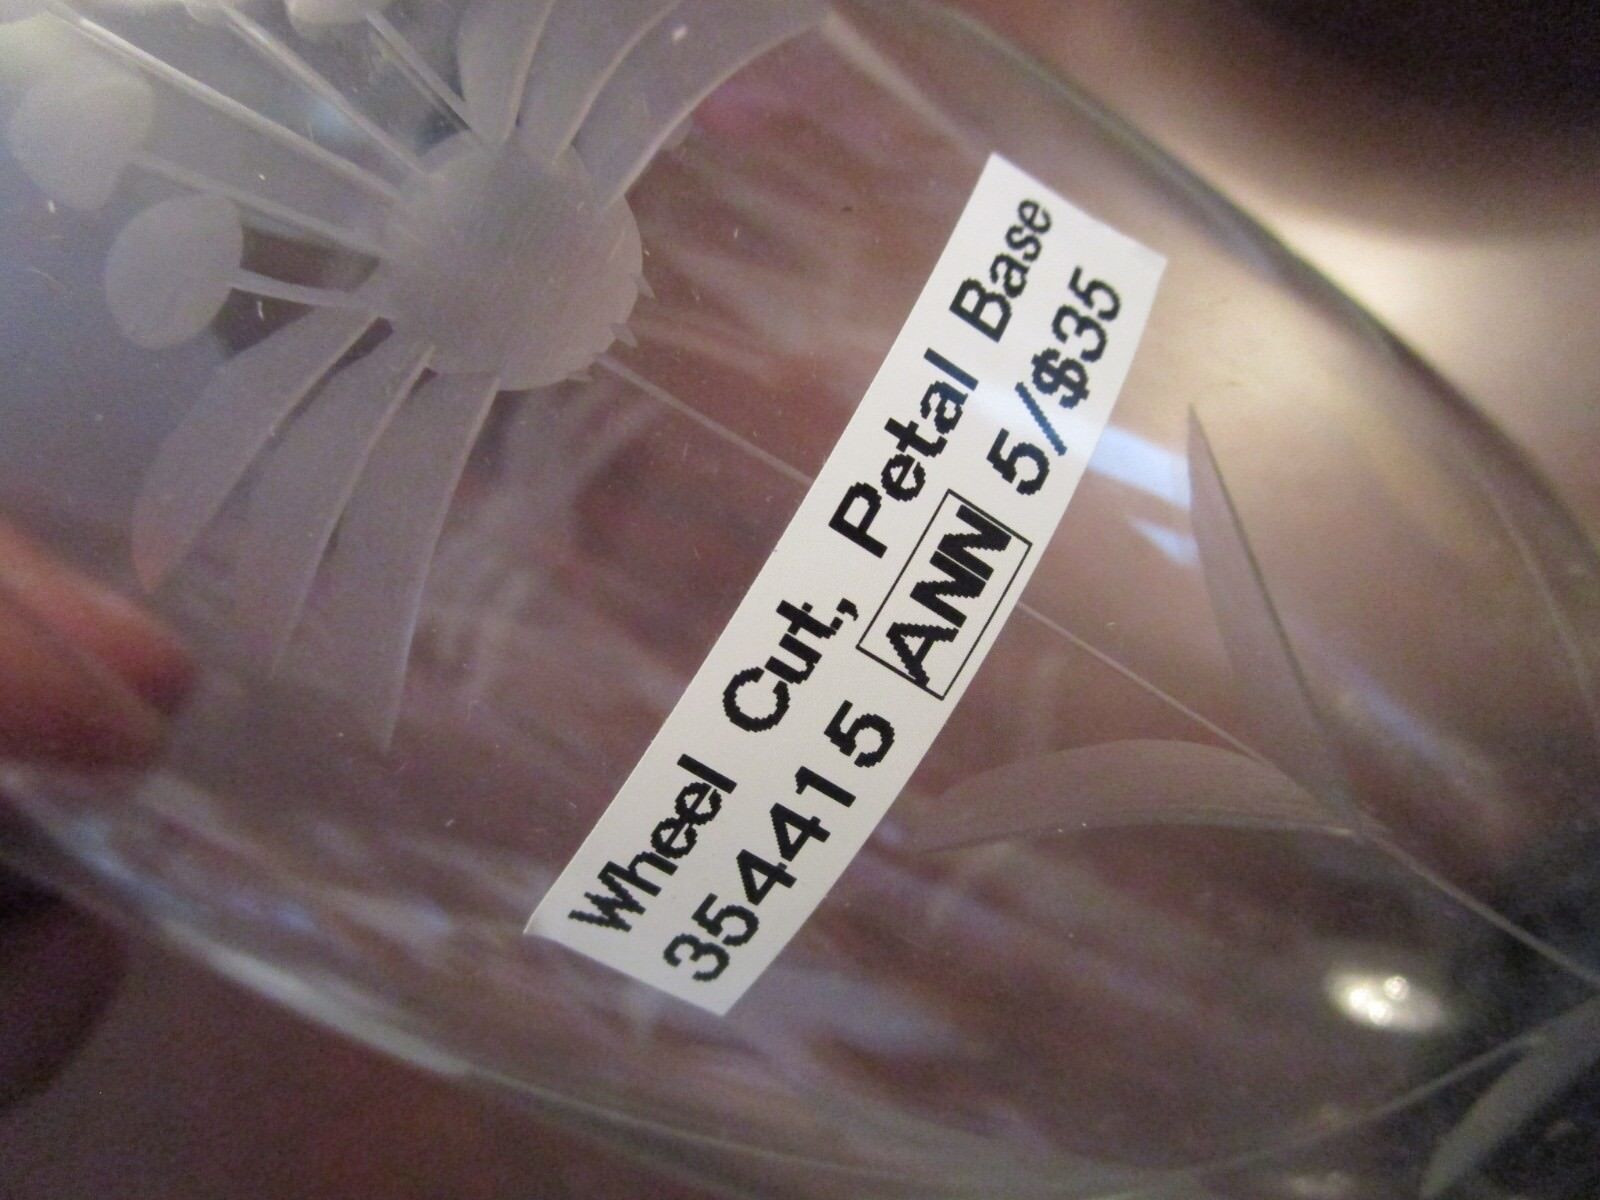 Wheel Cut, Petal Base
354415 ANN 5/$35